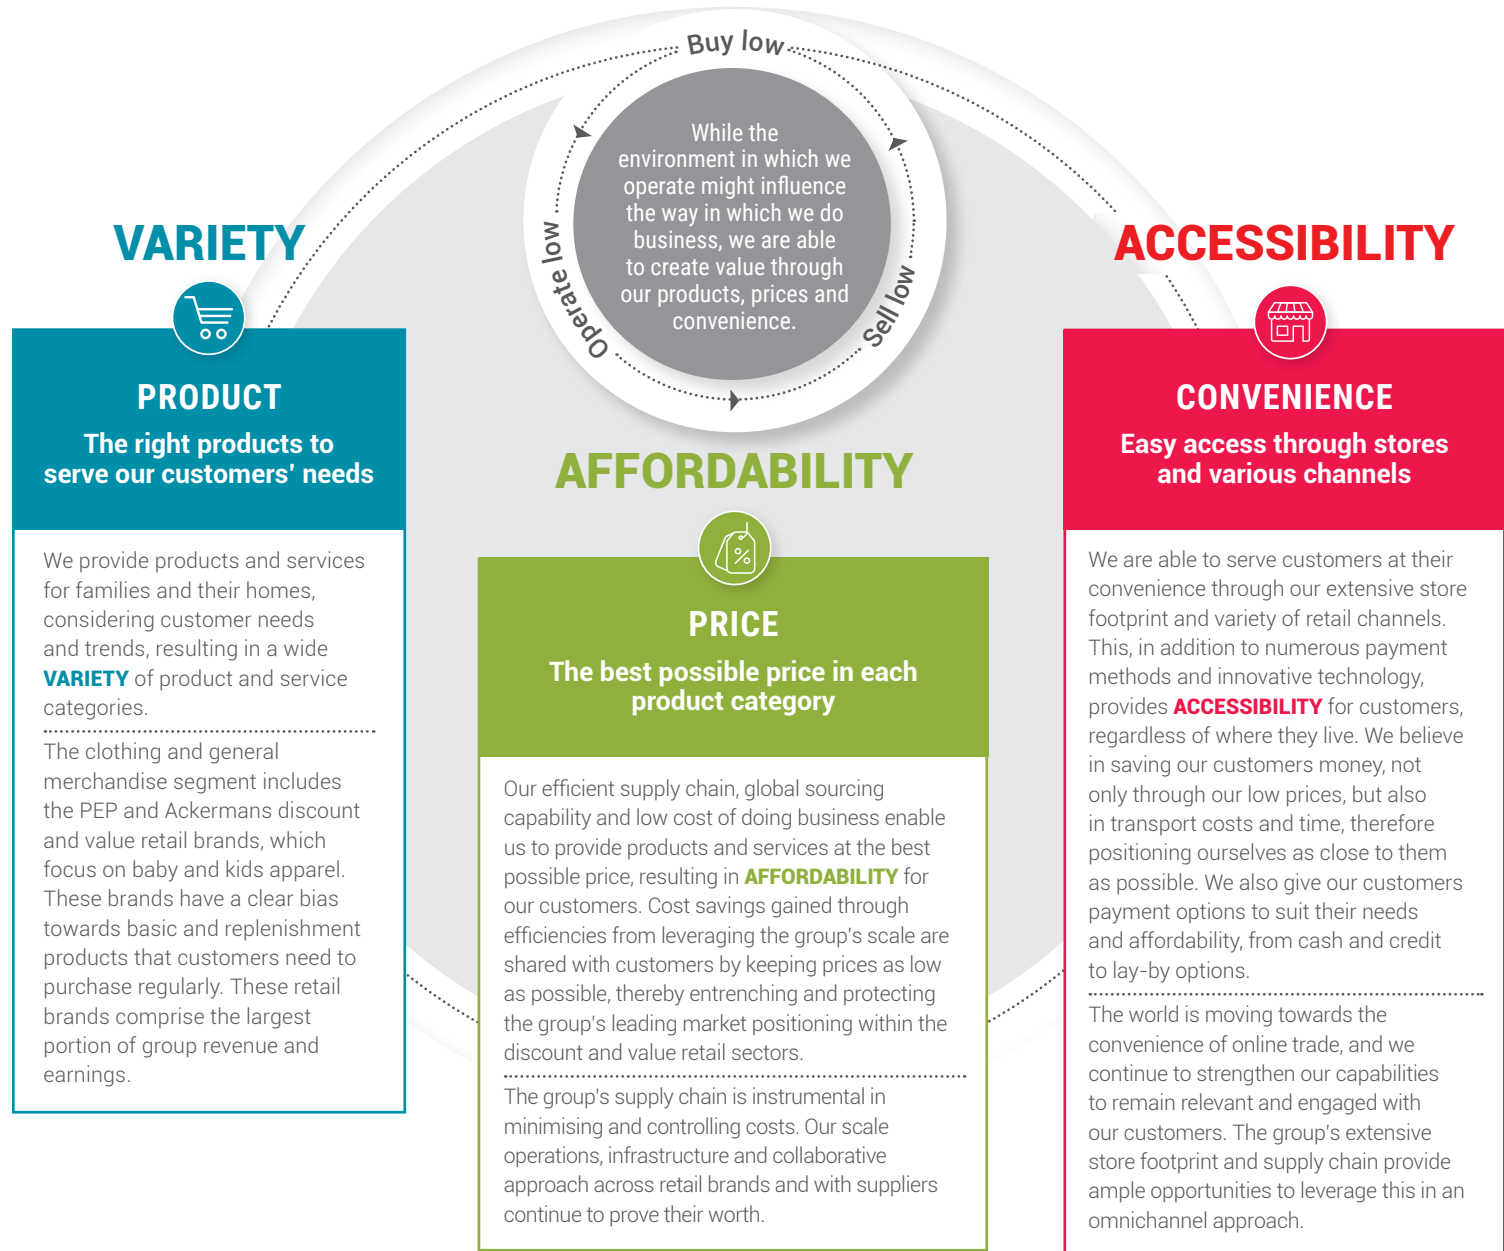 Buy low
Operate low
Sell low
While the
environment in which we
operate might influence
the way in which we do
business, we are able
to create value through
our products, prices and
convenience.
VARIETY
PRODUCT
The right products to
serve our customers' needs
We provide products and services
for families and their homes,
considering customer needs
and trends, resulting in a wide
VARIETY of product and service
categories.
The clothing and general
merchandise segment includes
the PEP and Ackermans discount
and value retail brands, which
focus on baby and kids apparel.
These brands have a clear bias
towards basic and replenishment
products that customers need to
purchase regularly. These retail
brands comprise the largest
portion of group revenue and
earnings.
AFFORDABILITY
%
PRICE
The best possible price in each
product category
Our efficient supply chain, global sourcing
capability and low cost of doing business enable
us to provide products and services at the best
possible price, resulting in AFFORDABILITY for
our customers. Cost savings gained through
efficiencies from leveraging the group's scale are
shared with customers by keeping prices as low
as possible, thereby entrenching and protecting
the group's leading market positioning within the
discount and value retail sectors.
The group's supply chain is instrumental in
minimising and controlling costs. Our scale
operations, infrastructure and collaborative
approach across retail brands and with suppliers
continue to prove their worth.
ACCESSIBILITY
CONVENIENCE
Easy access through stores
and various channels
We are able to serve customers at their
convenience through our extensive store
footprint and variety of retail channels.
This, in addition to numerous payment
methods and innovative technology,
provides ACCESSIBILITY for customers,
regardless of where they live. We believe
in saving our customers money, not
only through our low prices, but also
in transport costs and time, therefore
positioning ourselves as close to them
as possible. We also give our customers
payment options to suit their needs
and affordability, from cash and credit
to lay-by options.
The world is moving towards the
convenience of online trade, and we
continue to strengthen our capabilities
to remain relevant and engaged with
our customers. The group's extensive
store footprint and supply chain provide
ample opportunities to leverage this in an
omnichannel approach.